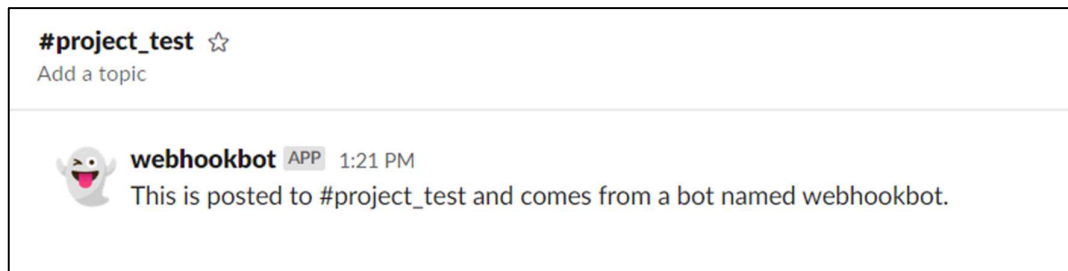 #project_test
Add a topic
webhookbot APP 1:21 PM
This is posted to #project_test and comes from a bot named webhookbot.